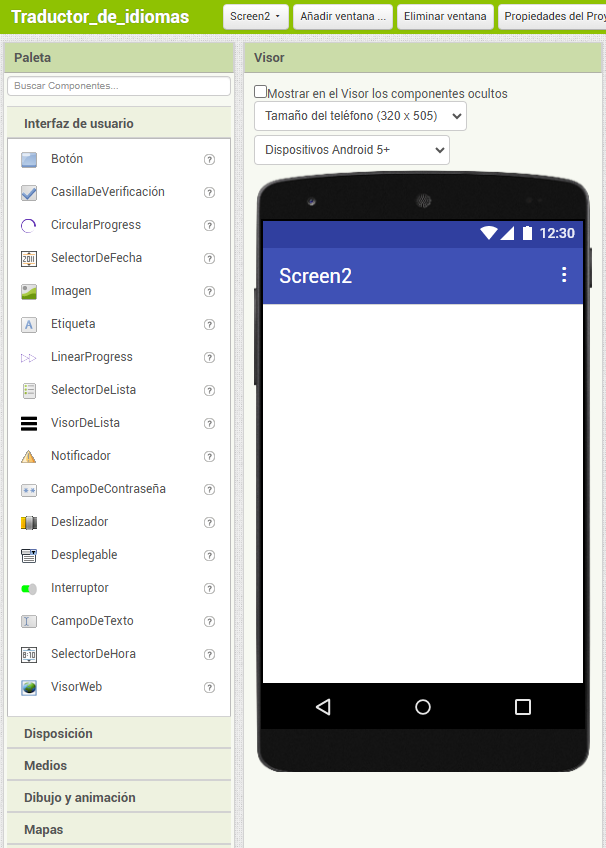 Traductor_de_idiomas
Screen2
Añadir ventana ...
Eliminar ventana
Propiedades del Proy
Paleta
Buscar Componentes...
Interfaz de usuario
Botón
CasillaDeVerificación
CircularProgress
SelectorDeFecha
Imagen
Etiqueta
LinearProgress
SelectorDeLista
VisorDeLista
Notificador
CampoDeContraseña
Deslizador
Desplegable
Interruptor
CampoDeTexto
SelectorDeHora
VisorWeb
Disposición
Medios
Dibujo y animación
Mapas
Visor
Mostrar en el Visor los componentes ocultos
Tamaño del teléfono (320 x 505)
Dispositivos Android 5+
12:30
Screen2